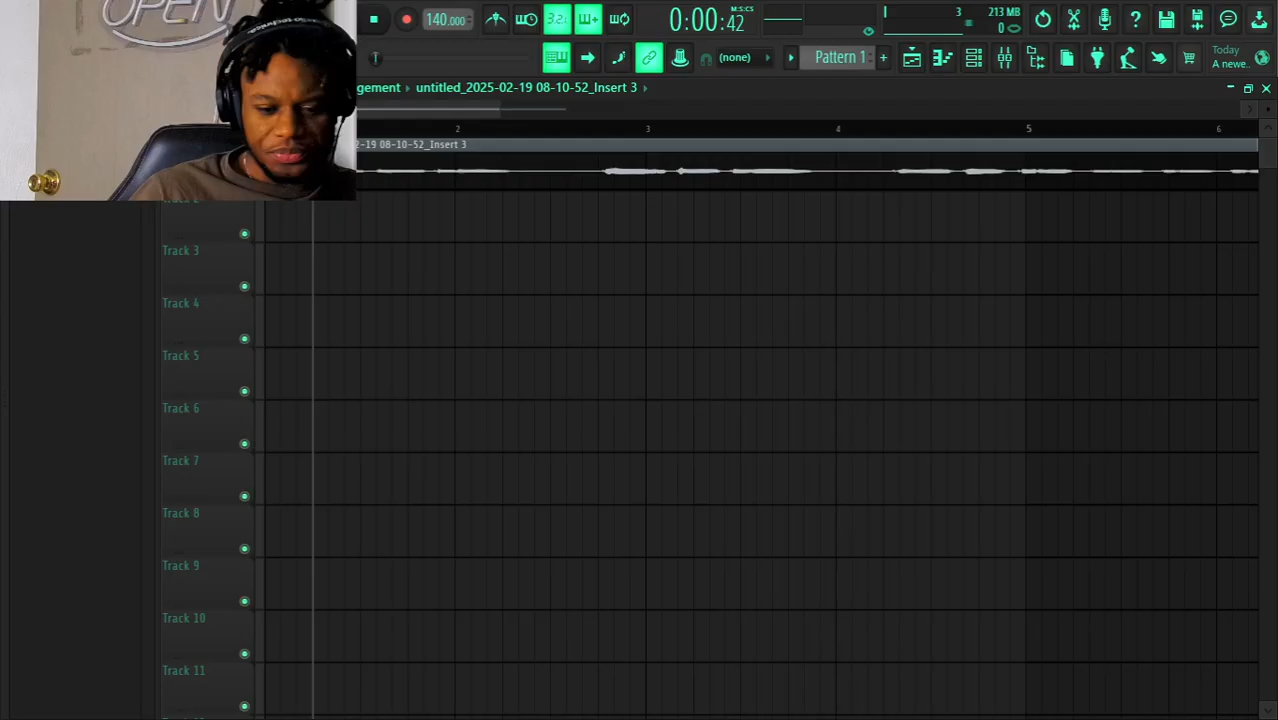 OPEN
140.000
3.2.
M:S:CS
0:00:42
3
213 MB
0
(none)
Pattern 1
Today
A newe
gement
untitled_2025-02-19 08-10-52_Insert 3
2
3
4
5
6
2-19 08-10-52_Insert 3
Track 3
Track 4
Track 5
Track 6
Track 7
Track 8
Track 9
Track 10
Track 11